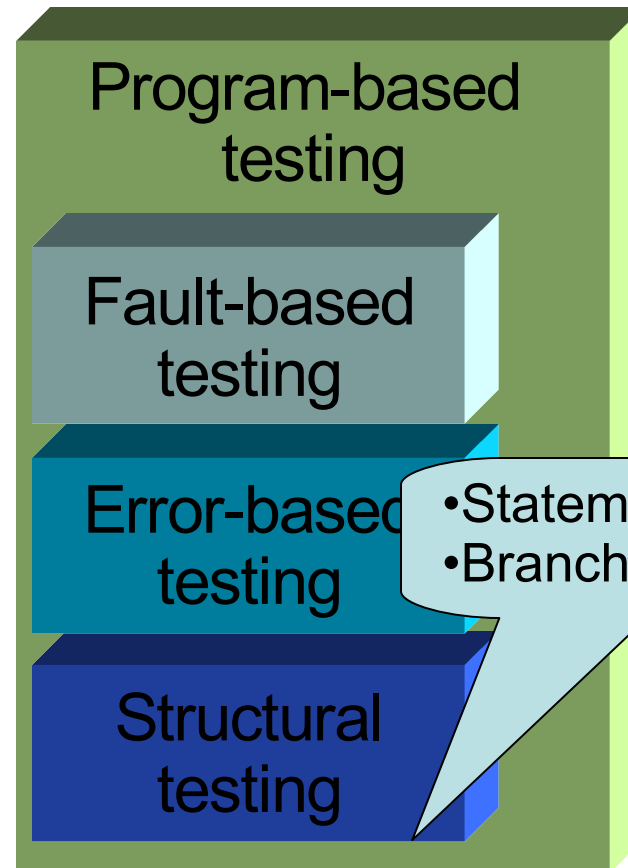 Program-based
testing
Fault-based
testing
Error-based
testing
•Statem
•Branch
Structural
testing